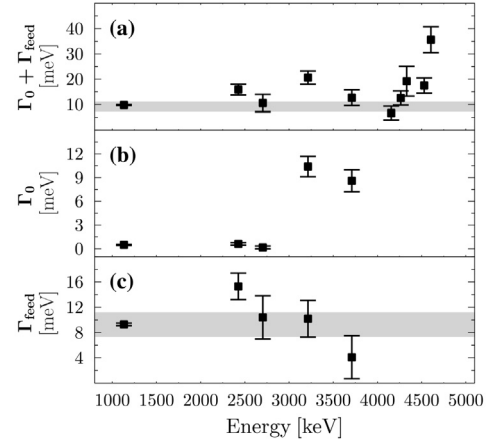 (a)
Γ0 + Γfeed
[meV]
40
30
20
10
(b)
Γ0
[meV]
12
9
6
3
0
(c)
Γfeed
[meV]
16
12
8
4
1000 1500 2000 2500 3000 3500 4000 4500 5000
Energy [keV]